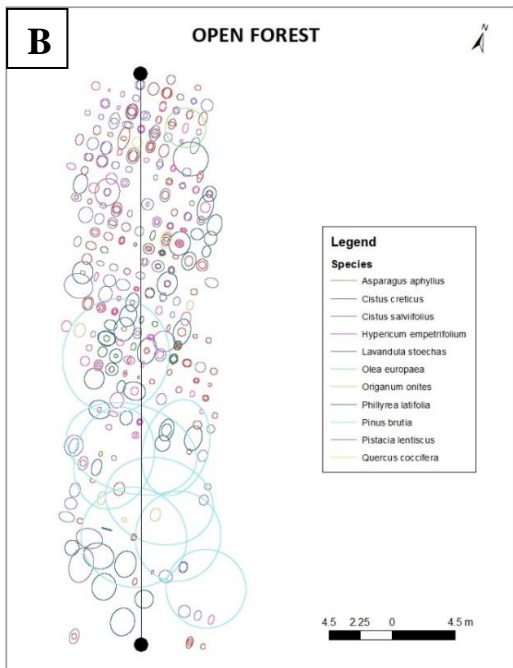 B
OPEN FOREST
N
Legend
Species
Asparagus aphyllus
Cistus creticus
Cistus salviifolius
Hypericum empetrifolium
Lavandula stoechas
Olea europaea
Origanum onites
Phillyrea latifolia
Pinus brutia
Pistacia lentiscus
Quercus coccifera
4.5 2.25 0 4.5 m